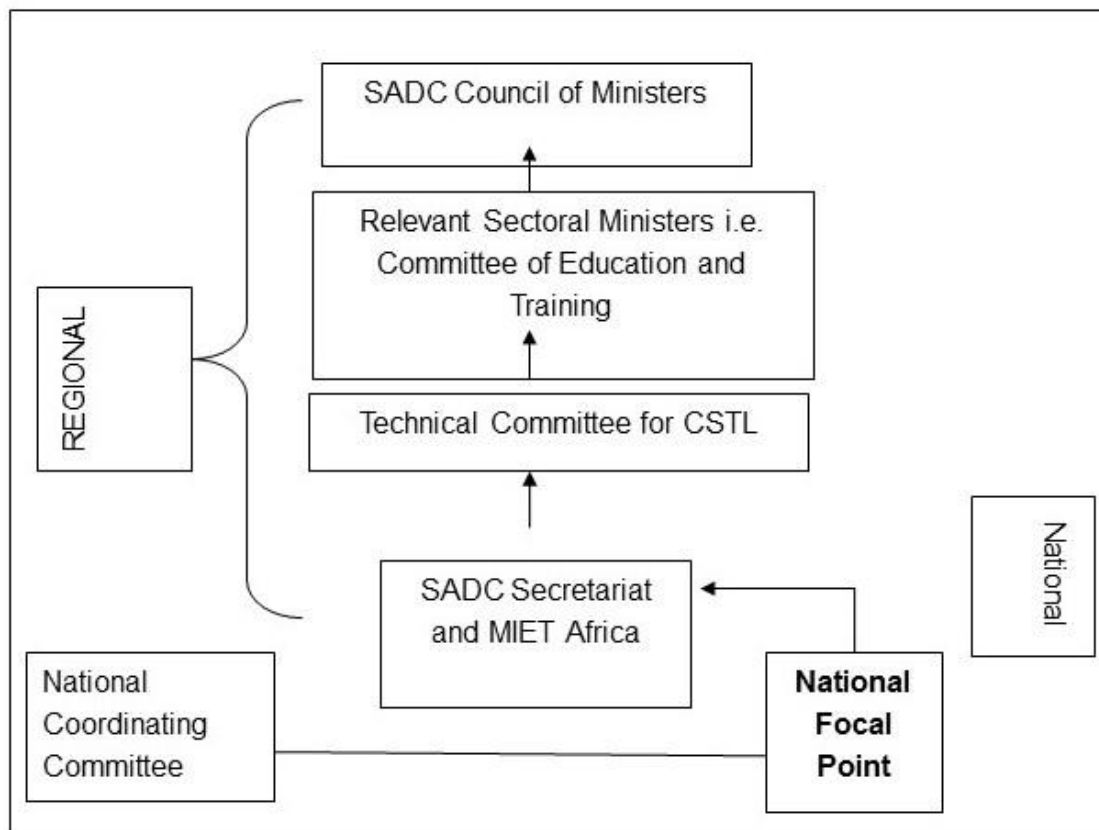 SADC Council of Ministers
Relevant Sectoral Ministers i.e.
Committee of Education and
Training
REGIONAL
Technical Committee for CSTL
National
SADC Secretariat
and MIET Africa
National
Coordinating
Committee
National
Focal
Point